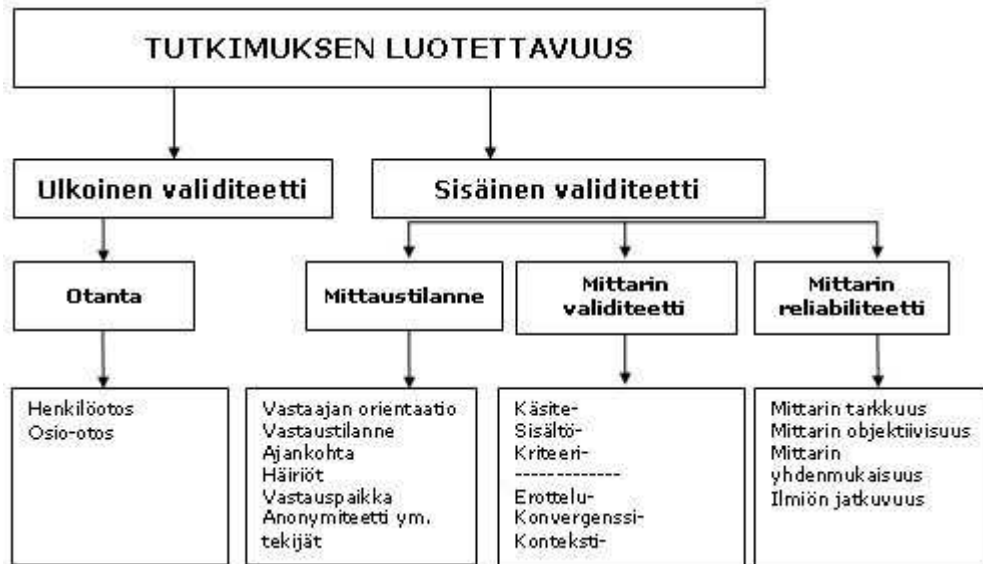 TUTKIMUKSEN LUOTETTAVUUS
Ulkoinen validiteetti
Sisäinen validiteetti
Otanta
Mittaustilanne
Mittarin
validiteetti
Mittarin
reliabiliteetti
Henkilöotos
Osio-otos
Vastaajan orientaatio
Vastaustilanne
Ajankohta
Häiriöt
Vastauspaikka
Anonymiteetti ym.
tekijät
Käsite-
Sisältö-
Kriteeri-
-------------
Erottelu-
Konvergenssi-
Konteksti-
Mittarin tarkkuus
Mittarin objektiivisuus
Mittarin
yhdenmukaisuus
Ilmiön jatkuvuus